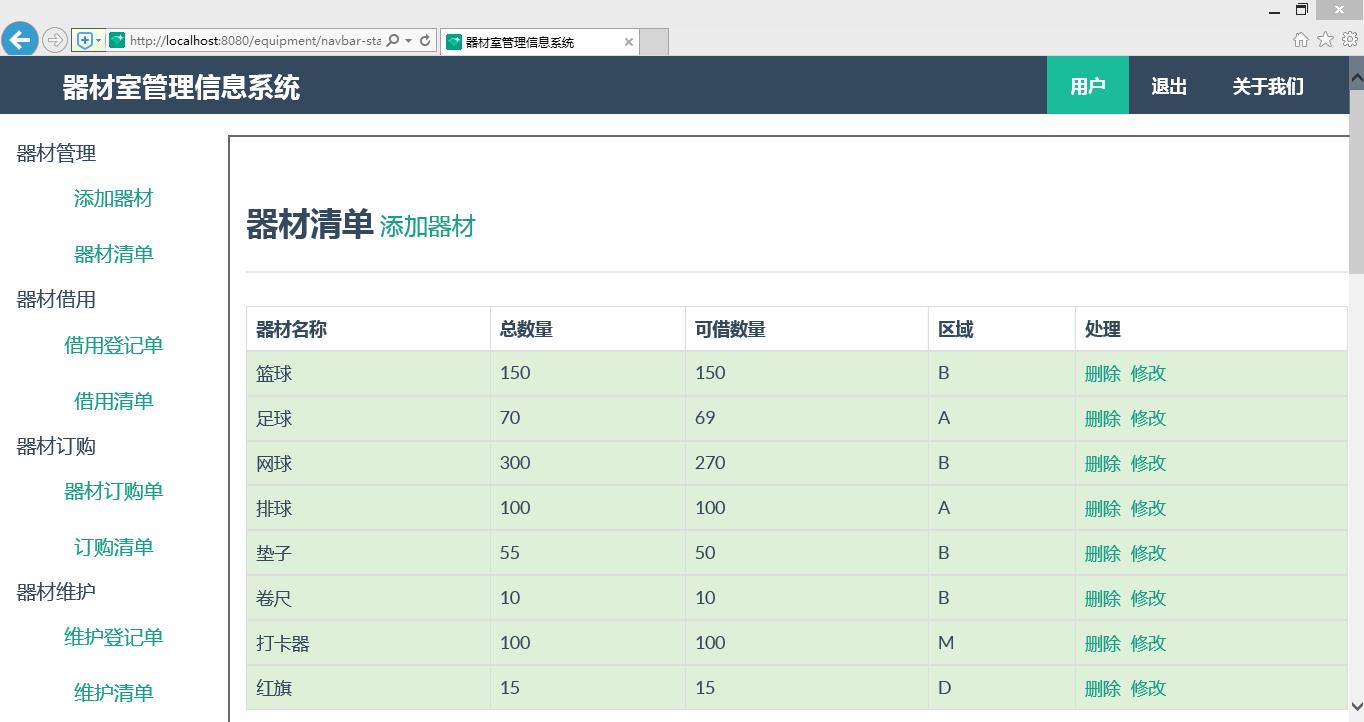 http://localhost:8080/equipment/navbar-sta
器材室管理信息系统
器材室管理信息系统
用户
退出
关于我们
器材管理
添加器材
器材清单
器材借用
借用登记单
借用清单
器材订购
器材订购单
订购清单
器材维护
维护登记单
维护清单
器材清单 添加器材
器材名称 总数量 可借数量 区域 处理
篮球 150 150 B 删除 修改
足球 70 69 A 删除 修改
网球 300 270 B 删除 修改
排球 100 100 A 删除 修改
垫子 55 50 B 删除 修改
卷尺 10 10 B 删除 修改
打卡器 100 100 M 删除 修改
红旗 15 15 D 删除 修改